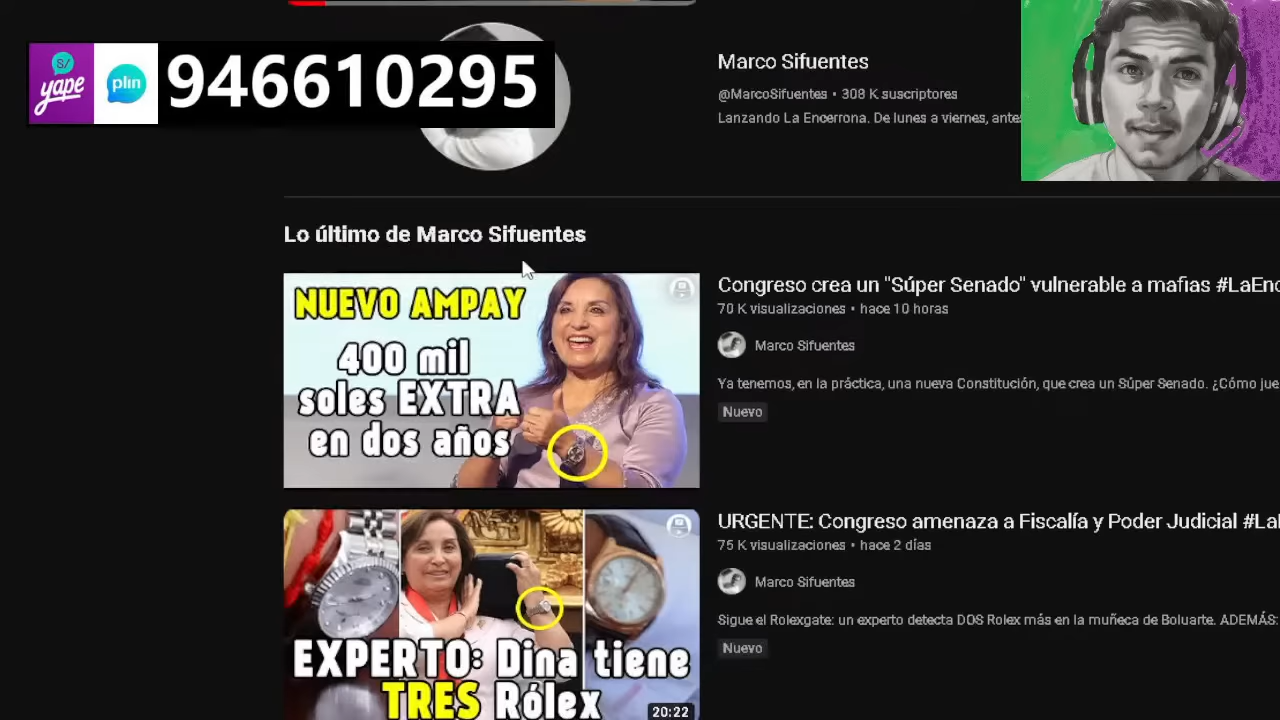 S/
yape
plin
946610295
Marco Sifuentes
@MarcoSifuentes • 308 K suscriptores
Lanzando La Encerrona. De lunes a viernes, antes
Lo último de Marco Sifuentes
NUEVO AMPAY
400 mil
soles EXTRA
en dos años
Congreso crea un "Súper Senado" vulnerable a mafias #LaEnc
70 K visualizaciones • hace 10 horas
Marco Sifuentes
Ya tenemos, en la práctica, una nueva Constitución, que crea un Súper Senado. ¿Cómo jue
Nuevo
EXPERTO: Dina tiene
TRES Rólex
20:22
URGENTE: Congreso amenaza a Fiscalía y Poder Judicial #La
75 K visualizaciones • hace 2 días
Marco Sifuentes
Sigue el Rolexgate: un experto detecta DOS Rolex más en la muñeca de Boluarte. ADEMÁS:
Nuevo